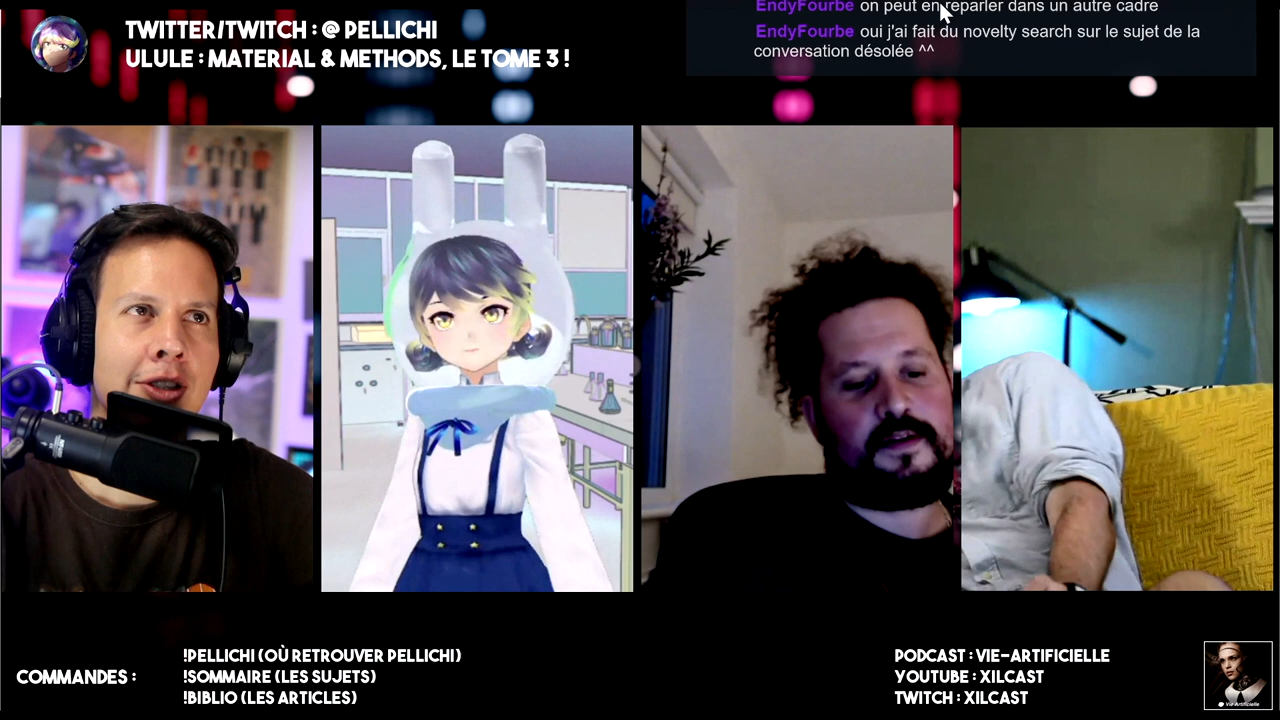 TWITTER/TWITCH : @ PELLICHI
ULULE : MATERIAL & METHODS, LE TOME 3 !
EndyFourbe on peut en reparler dans un autre cadre
EndyFourbe oui j'ai fait du novelty search sur le sujet de la
conversation désolée ^^
COMMANDES :
!PELLICHI (OÙ RETROUVER PELLICHI)
!SOMMAIRE (LES SUJETS)
!BIBLIO (LES ARTICLES)
PODCAST : VIE-ARTIFICIELLE
YOUTUBE : XILCAST
TWITCH : XILCAST
Vie Artificielle